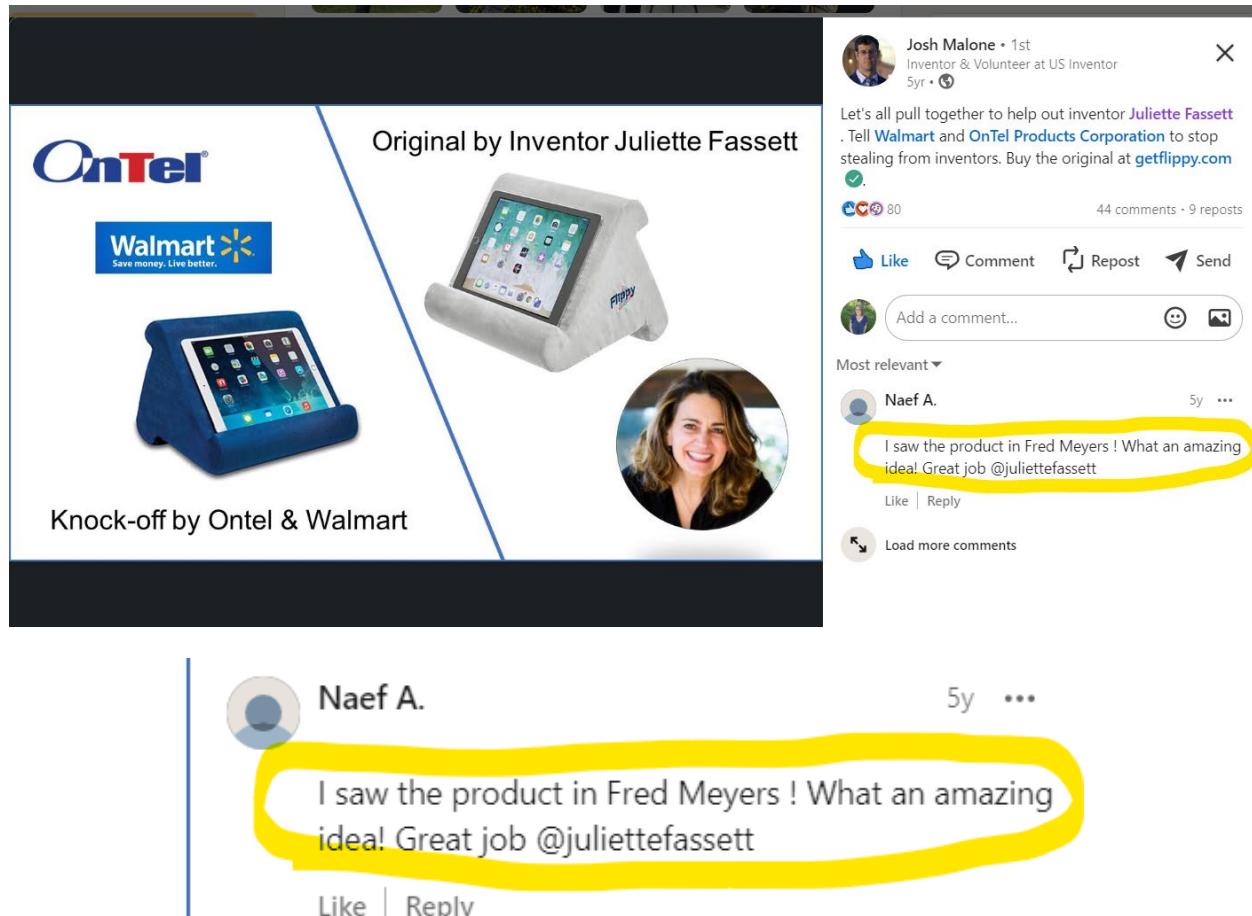 OnTel®
Walmart
Save money. Live better.
Knock-off by Ontel & Walmart
Original by Inventor Juliette Fassett
Flippy
Josh Malone • 1st
Inventor & Volunteer at US Inventor
5yr •
Let's all pull together to help out inventor Juliette Fassett
. Tell Walmart and OnTel Products Corporation to stop
stealing from inventors. Buy the original at getflippy.com
.
80
44 comments • 9 reposts
Like
Comment
Repost
Send
Add a comment...
Most relevant
Naef A.
5y
I saw the product in Fred Meyers ! What an amazing
idea! Great job @juliettefassett
Like | Reply
Load more comments
Naef A.
5y
I saw the product in Fred Meyers ! What an amazing
idea! Great job @juliettefassett
Like | Reply